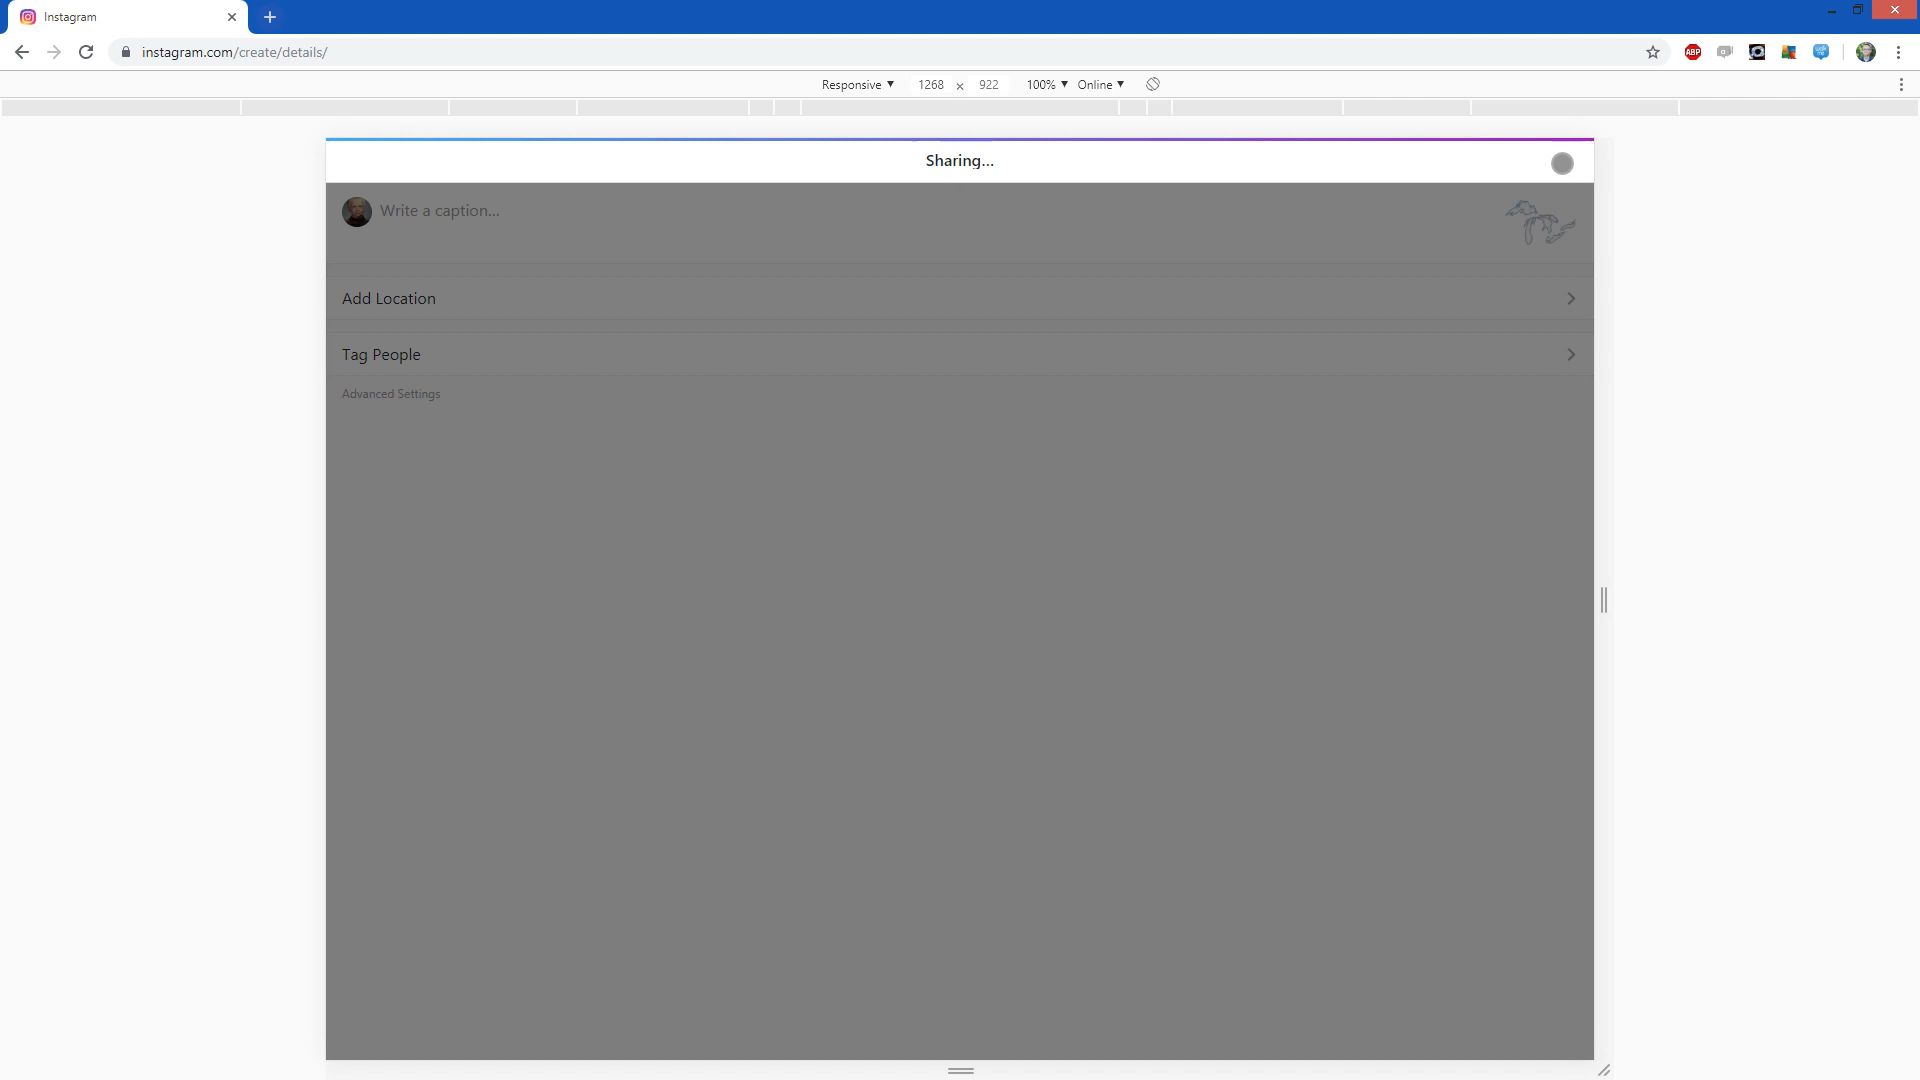 Instagram
instagram.com/create/details/
ABP
Responsive 1268 × 922 100% Online
Sharing...
Write a caption...
Add Location
Tag People
Advanced Settings